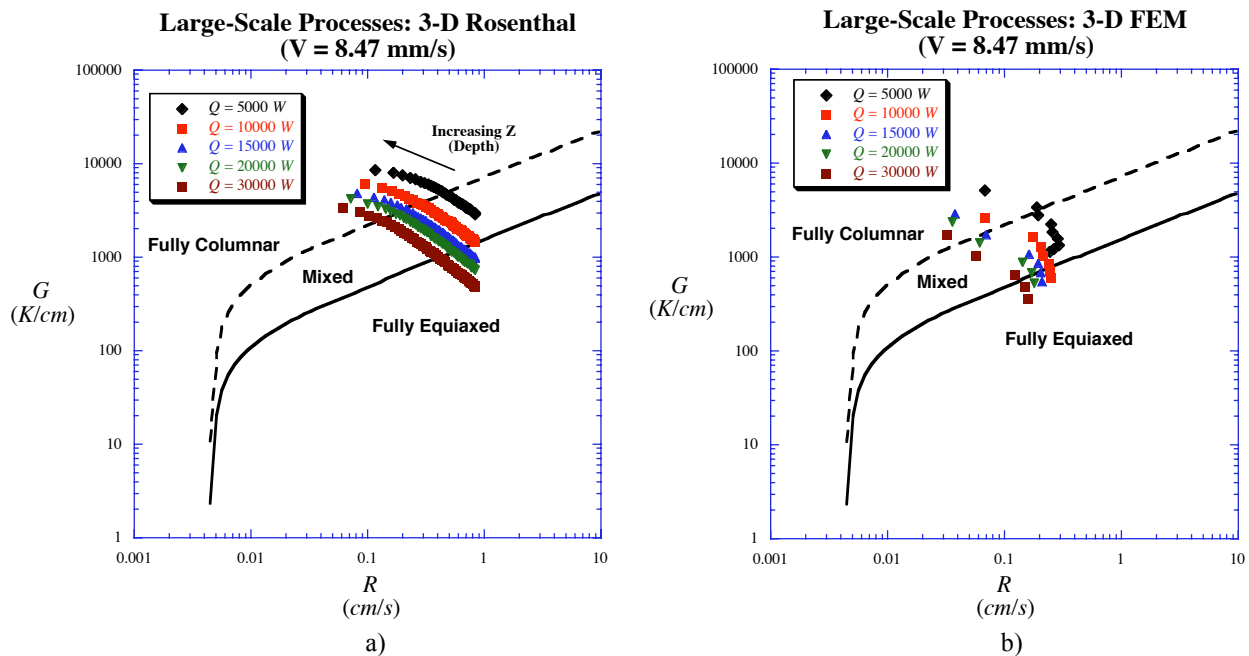 Large-Scale Processes: 3-D Rosenthal
(V = 8.47 mm/s)
100000
10000
1000
100
10
1
G
(K/cm)
Q = 5000 W
Q = 10000 W
Q = 15000 W
Q = 20000 W
Q = 30000 W
Increasing Z
(Depth)
Fully Columnar
Mixed
Fully Equiaxed
0.001
0.01
0.1
1
10
R
(cm/s)
a)
Large-Scale Processes: 3-D FEM
(V = 8.47 mm/s)
100000
10000
1000
100
10
1
G
(K/cm)
Q = 5000 W
Q = 10000 W
Q = 15000 W
Q = 20000 W
Q = 30000 W
Fully Columnar
Mixed
Fully Equiaxed
0.001
0.01
0.1
1
10
R
(cm/s)
b)